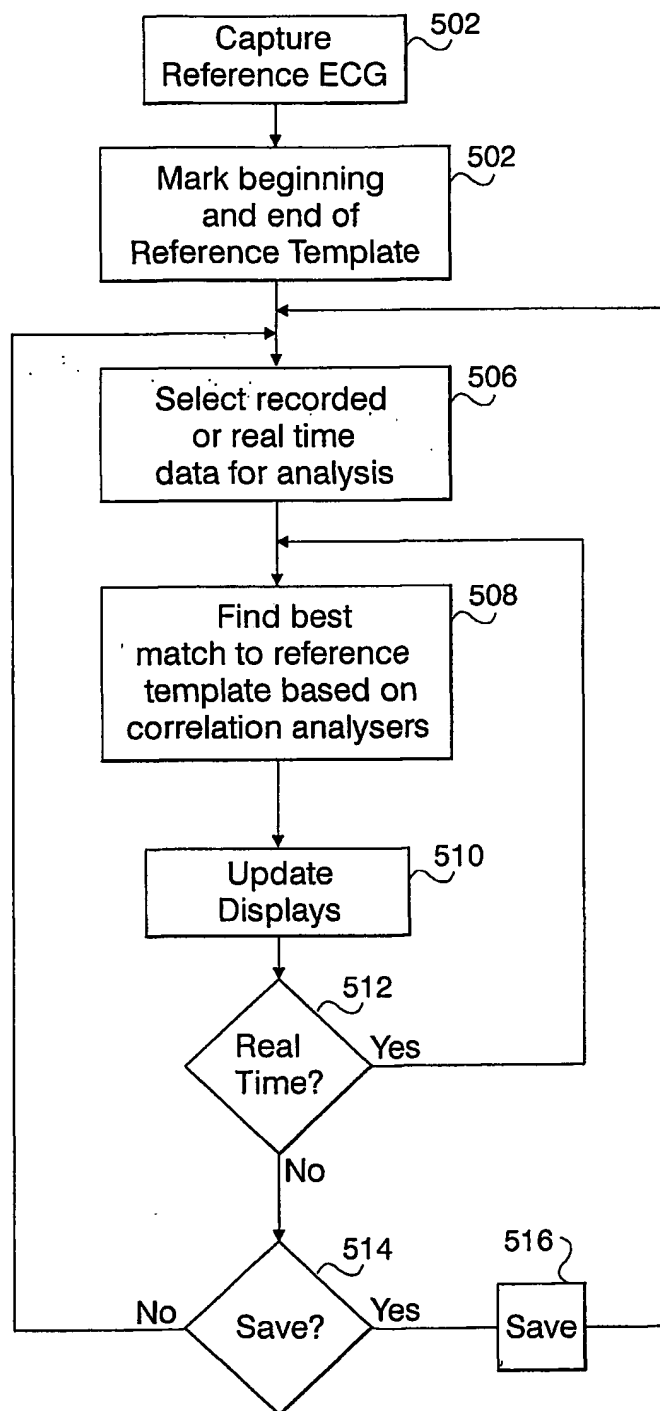 Capture
Reference ECG
502
Mark beginning
and end of
Reference Template
502
Select recorded
or real time
data for analysis
506
Find best
match to reference
template based on
correlation analysers
508
Update
Displays
510
Real
Time?
512
Yes
No
Save?
514
No
Yes
Save
516